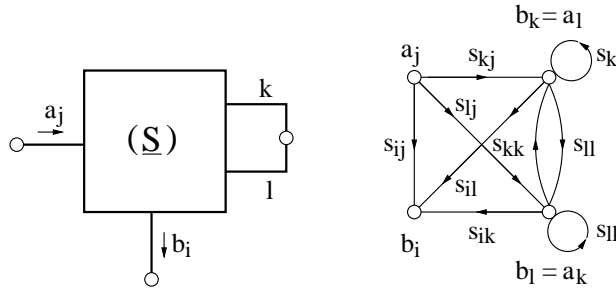 a_j
(S)
k
l
b_i
b_k = a_l
s_k
a_j
s_kj
s_lj
s_ij
s_kk
s_ll
s_il
b_i
s_ik
s_ll
b_l = a_k